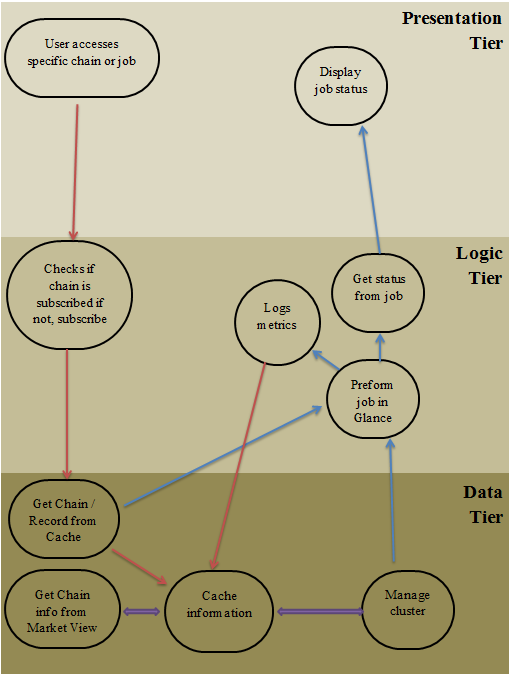 Presentation
Tier
User accesses
specific chain or job
Display
job status
Logic
Tier
Checks if
chain is
subscribed if
not, subscribe
Get status
from job
Logs
metrics
Preform
job in
Glance
Data
Tier
Get Chain /
Record from
Cache
Get Chain
info from
Market View
Cache
information
Manage
cluster